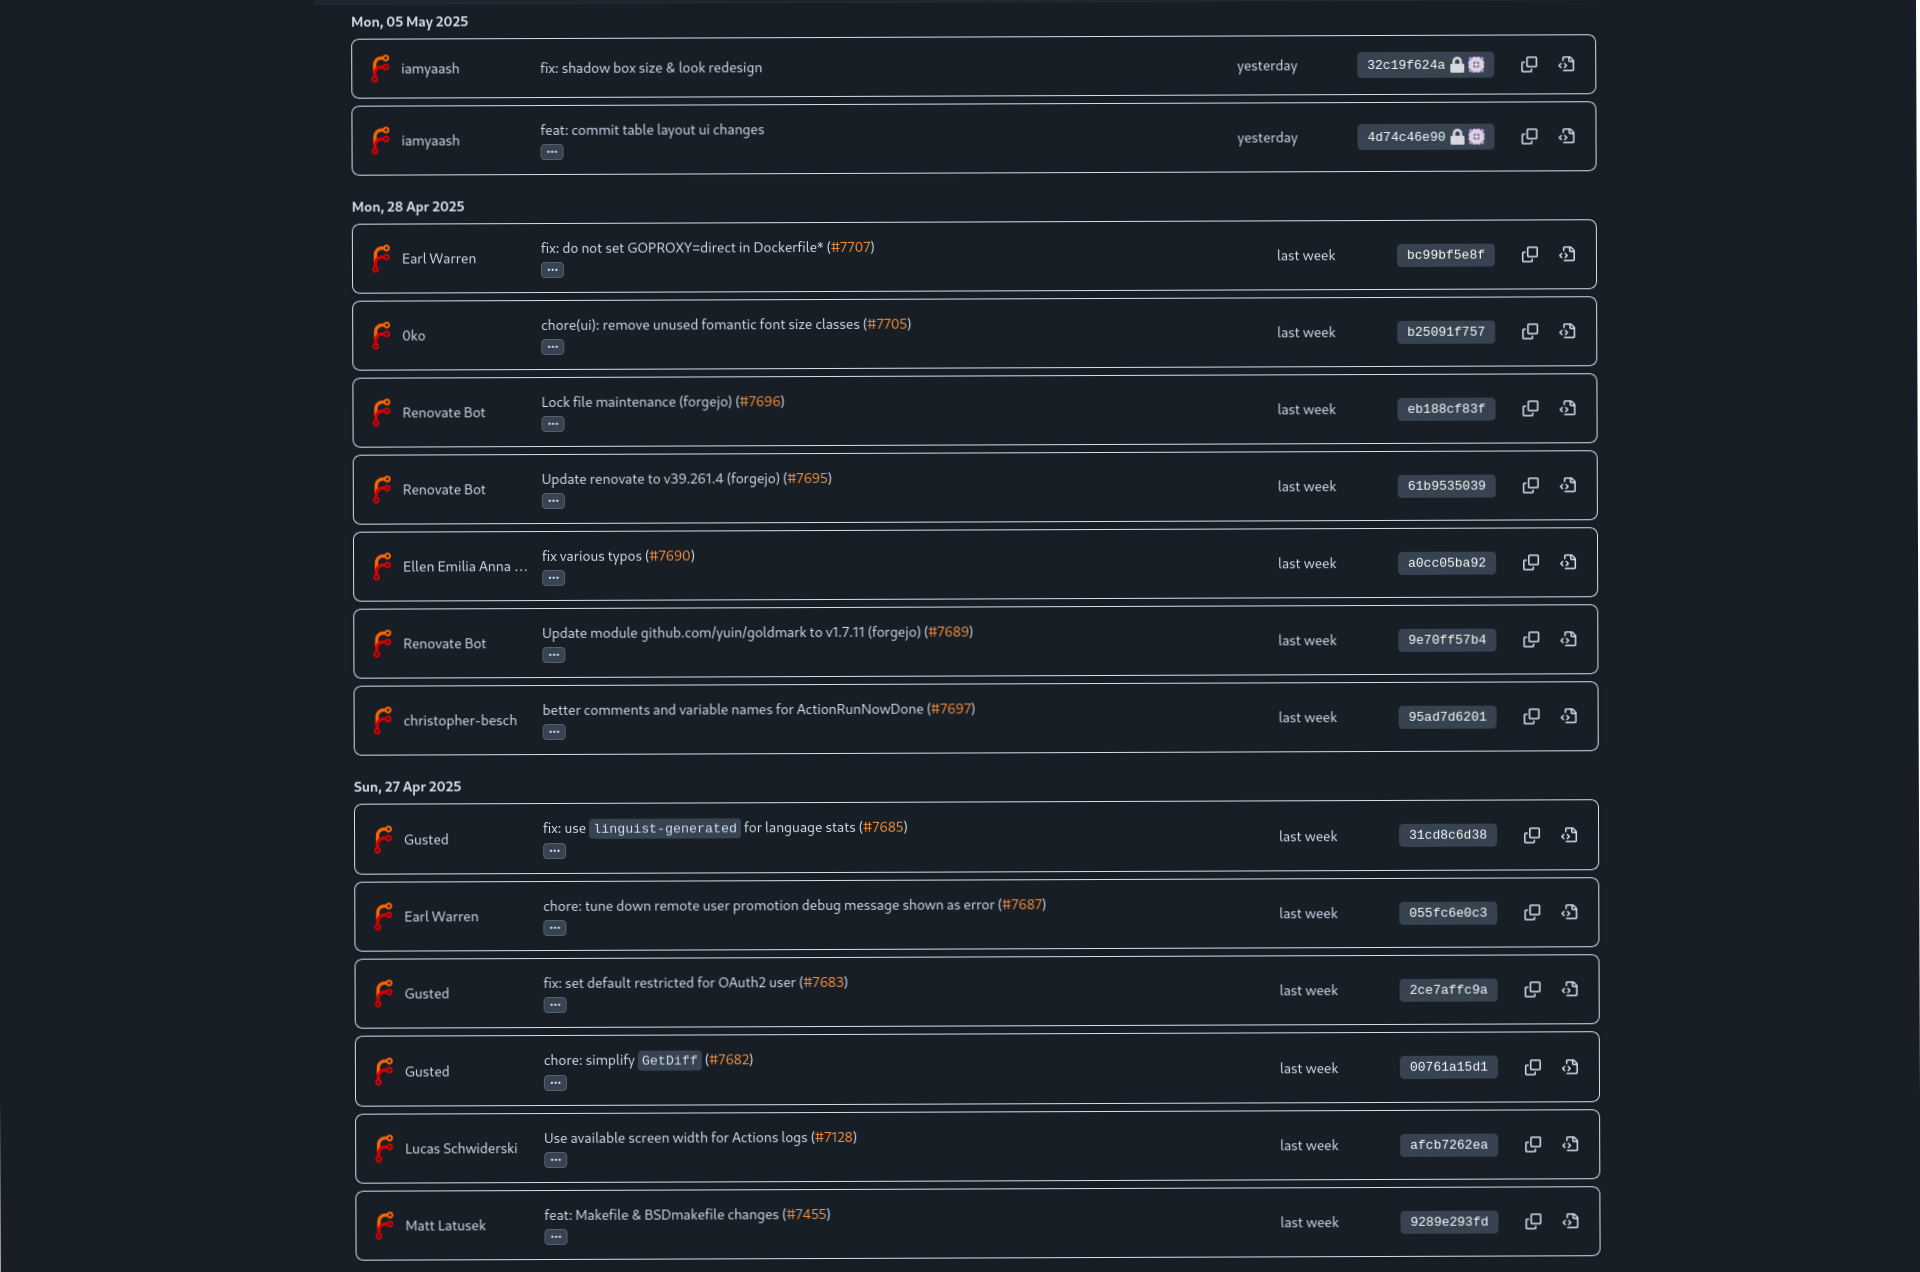 Mon, 05 May 2025
iamyaash fix: shadow box size & look redesign yesterday 32c19f624a
iamyaash feat: commit table layout ui changes yesterday 4d74c46e90
...
Mon, 28 Apr 2025
Earl Warren fix: do not set GOPROXY=direct in Dockerfile* (#7707) last week bc99bf5e8f
...
0ko chore(ui): remove unused fomantic font size classes (#7705) last week b25091f757
...
Renovate Bot Lock file maintenance (forgejo) (#7696) last week eb188cf83f
...
Renovate Bot Update renovate to v39.261.4 (forgejo) (#7695) last week 61b9535039
...
Ellen Emilia Anna … fix various typos (#7690) last week a0cc05ba92
...
Renovate Bot Update module github.com/yuin/goldmark to v1.7.11 (forgejo) (#7689) last week 9e70ff57b4
...
christopher-besch better comments and variable names for ActionRunNowDone (#7697) last week 95ad7d6201
...
Sun, 27 Apr 2025
Gusted fix: use linguist-generated for language stats (#7685) last week 31cd8c6d38
...
Earl Warren chore: tune down remote user promotion debug message shown as error (#7687) last week 055fc6e0c3
...
Gusted fix: set default restricted for OAuth2 user (#7683) last week 2ce7affc9a
...
Gusted chore: simplify GetDiff (#7682) last week 00761a15d1
...
Lucas Schwiderski Use available screen width for Actions logs (#7128) last week afcb7262ea
...
Matt Latusek feat: Makefile & BSDmakefile changes (#7455) last week 9289e293fd
...